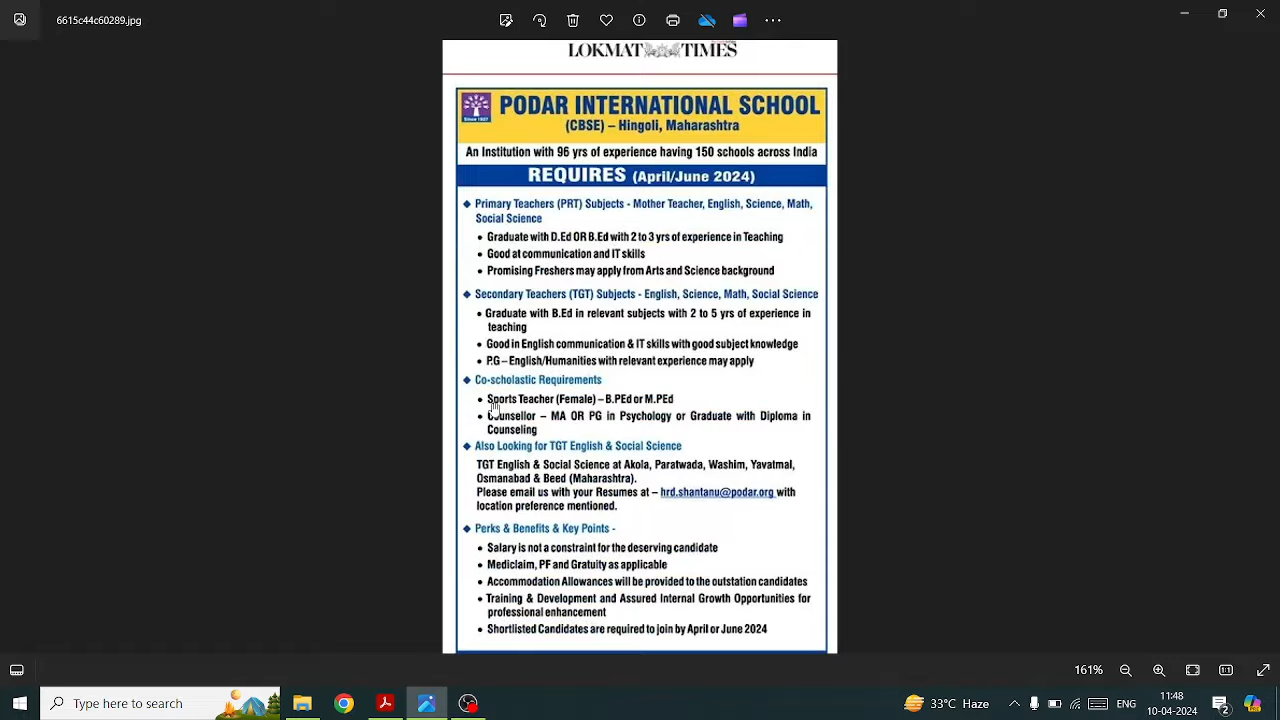 615c6ec60298.jpg
LOKMAT TIMES
Since 1927
PODAR INTERNATIONAL SCHOOL
(CBSE) – Hingoli, Maharashtra
An Institution with 96 yrs of experience having 150 schools across India
REQUIRES (April/June 2024)
Primary Teachers (PRT) Subjects - Mother Teacher, English, Science, Math,
Social Science
Graduate with D.Ed OR B.Ed with 2 to 3 yrs of experience in Teaching
Good at communication and IT skills
Promising Freshers may apply from Arts and Science background
Secondary Teachers (TGT) Subjects - English, Science, Math, Social Science
Graduate with B.Ed in relevant subjects with 2 to 5 yrs of experience in
teaching
Good in English communication & IT skills with good subject knowledge
P.G – English/Humanities with relevant experience may apply
Co-scholastic Requirements
Sports Teacher (Female) – B.PEd or M.PEd
Counsellor – MA OR PG in Psychology or Graduate with Diploma in
Counseling
Also Looking for TGT English & Social Science
TGT English & Social Science at Akola, Paratwada, Washim, Yavatmal,
Osmanabad & Beed (Maharashtra).
Please email us with your Resumes at – hrd.shantanu@podar.org with
location preference mentioned.
Perks & Benefits & Key Points -
Salary is not a constraint for the deserving candidate
Mediclaim, PF and Gratuity as applicable
Accommodation Allowances will be provided to the outstation candidates
Training & Development and Assured Internal Growth Opportunities for
professional enhancement
Shortlisted Candidates are required to join by April or June 2024
161%
Type here to search
33°C Haze
ENG
11:48
10-04-2024